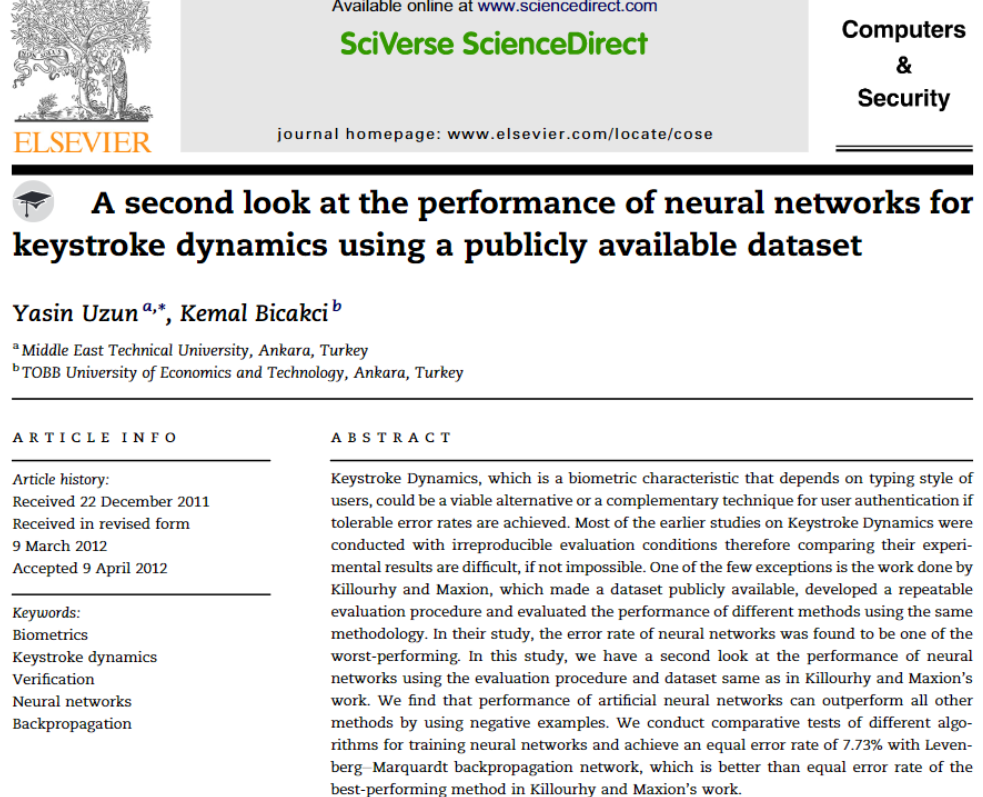 Available online at www.sciencedirect.com
SciVerse ScienceDirect
journal homepage: www.elsevier.com/locate/cose
ELSEVIER
Computers
&
Security
A second look at the performance of neural networks for
keystroke dynamics using a publicly available dataset
Yasin Uzun a,*, Kemal Bicakci b
a Middle East Technical University, Ankara, Turkey
b TOBB University of Economics and Technology, Ankara, Turkey
ARTICLE INFO
Article history:
Received 22 December 2011
Received in revised form
9 March 2012
Accepted 9 April 2012
Keywords:
Biometrics
Keystroke dynamics
Verification
Neural networks
Backpropagation
ABSTRACT
Keystroke Dynamics, which is a biometric characteristic that depends on typing style of
users, could be a viable alternative or a complementary technique for user authentication if
tolerable error rates are achieved. Most of the earlier studies on Keystroke Dynamics were
conducted with irreproducible evaluation conditions therefore comparing their experi-
mental results are difficult, if not impossible. One of the few exceptions is the work done by
Killourhy and Maxion, which made a dataset publicly available, developed a repeatable
evaluation procedure and evaluated the performance of different methods using the same
methodology. In their study, the error rate of neural networks was found to be one of the
worst-performing. In this study, we have a second look at the performance of neural
networks using the evaluation procedure and dataset same as in Killourhy and Maxion's
work. We find that performance of artificial neural networks can outperform all other
methods by using negative examples. We conduct comparative tests of different algo-
rithms for training neural networks and achieve an equal error rate of 7.73% with Leven-
berg–Marquardt backpropagation network, which is better than equal error rate of the
best-performing method in Killourhy and Maxion's work.